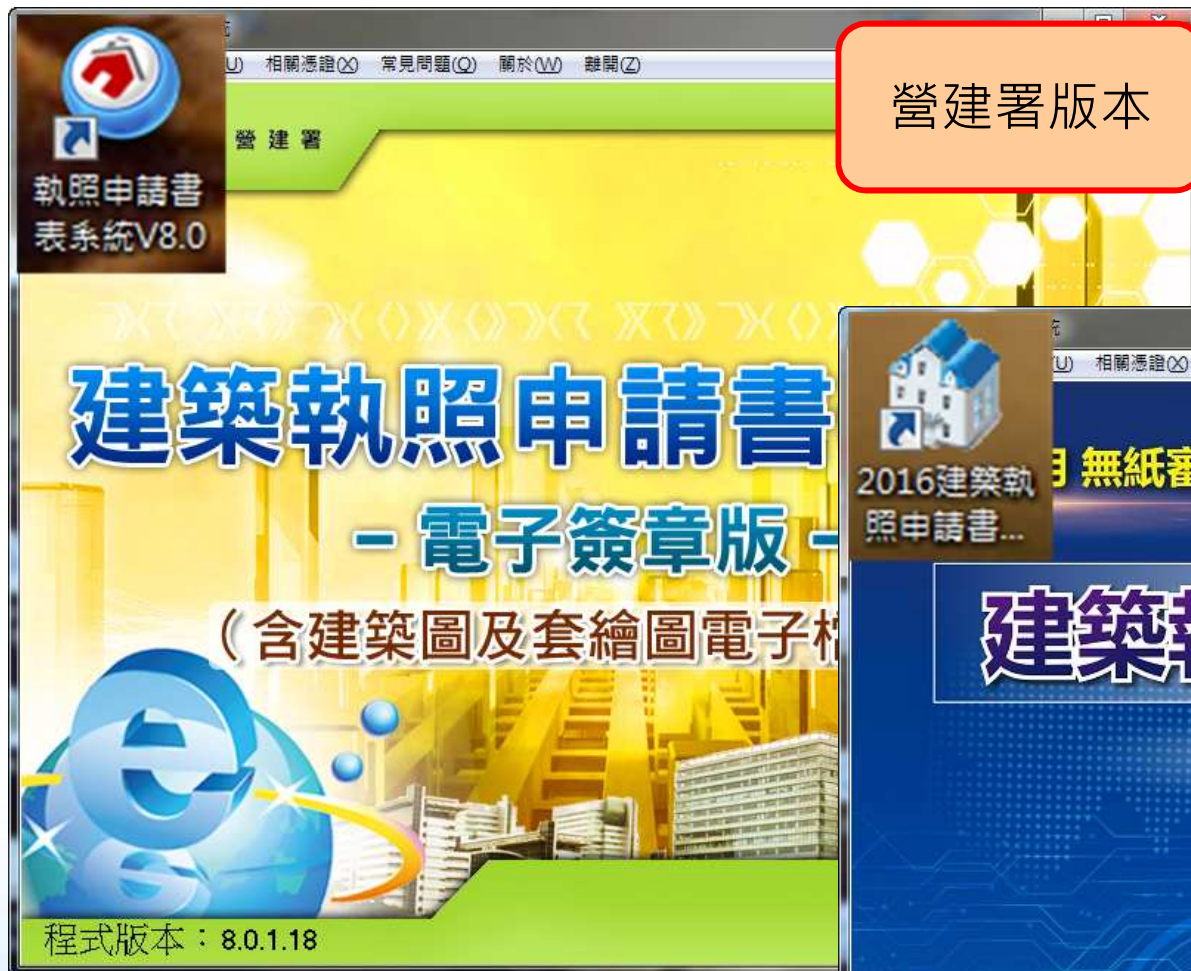 相關憑證(X) 常見問題(Q) 關於(W) 離開(Z)
營建署版本
營 建 署
執照申請書
表系統V8.0
建築執照申請書
- 電子簽章版 -
(含建築圖及套繪圖電子檔
程式版本：8.0.1.18
(U) 相關憑證(X)
2016建築執
照申請書...
無紙審
建築執